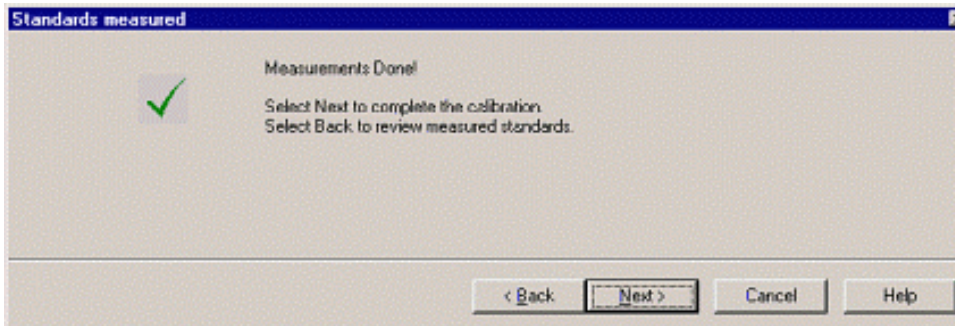 Standards measured
Measurements Done!
Select Next to complete the calibration.
Select Back to review measured standards.
< Back
Next >
Cancel
Help